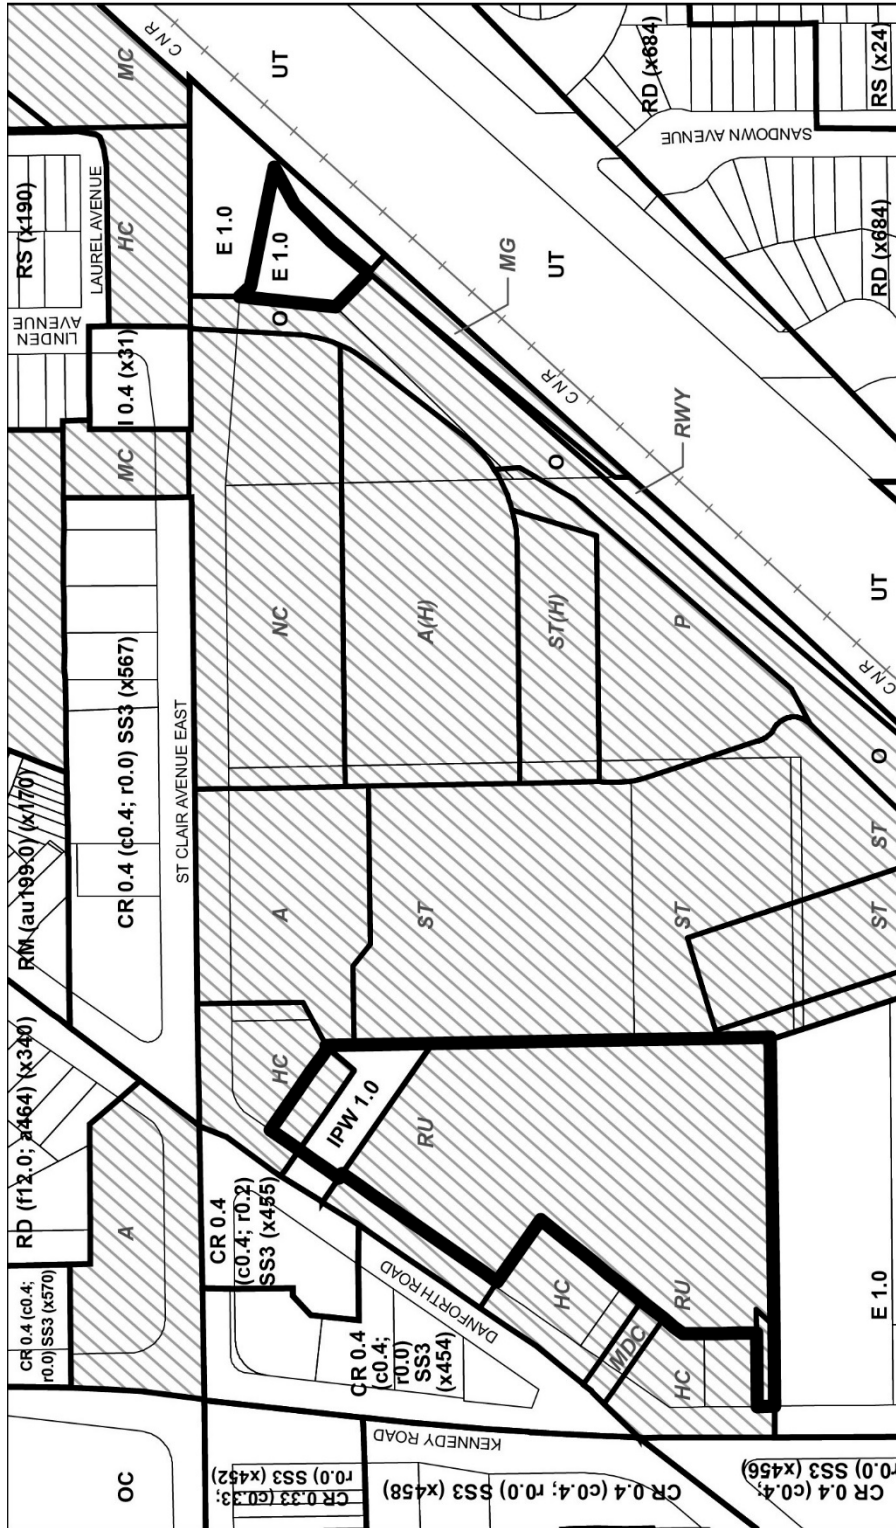 MC
CNR
UT
RD (x684)
RS (x24)
SANDOWN AVENUE
RS (x190)
LAUREL AVENUE
HC
E 1.0
E 1.0
LINDEN
AVENUE
I 0.4 (x31)
O
MG
UT
RD (x684)
MC
CNR
RWY
O
NC
A(H)
ST(H)
P
UT
CNR
CR 0.4 (c0.4; r0.0) SS3 (x567)
ST CLAIR AVENUE EAST
RM (au199.0) (x170)
O
A
ST
ST
ST
ST
RD (f12.0; a464) (x340)
HC
IPW 1.0
RU
A
CR 0.4
(c0.4; r0.2)
SS3 (x455)
DANFORTH ROAD
HC
RU
E 1.0
CR 0.4 (c0.4;
r0.0) SS3 (x570)
CR 0.4
(c0.4;
r0.0)
SS3
(x454)
MDC
HC
KENNEDY ROAD
OC
CR 0.33 (c0.33;
r0.0) SS3 (x452)
CR 0.4 (c0.4; r0.0) SS3 (x458)
CR 0.4 (c0.4;
r0.0) SS3 (x456)